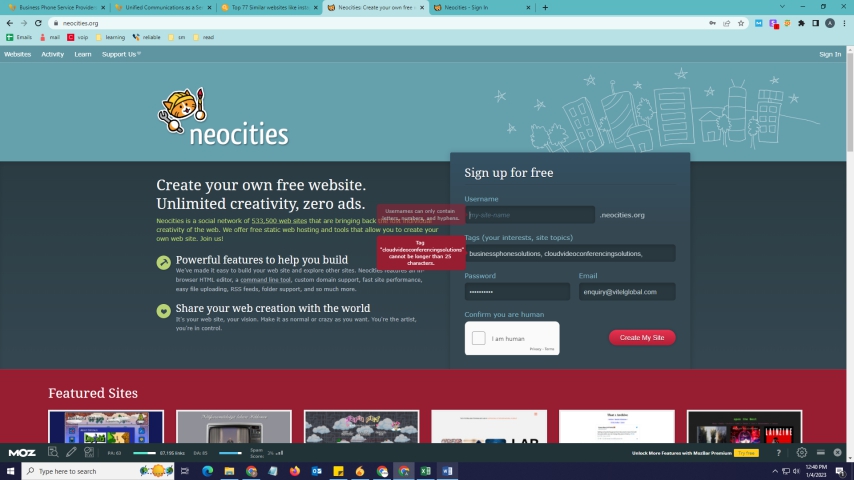 Business Phone Service Provider
Unified Communications as a Se
Top 77 Similar websites like inst
Neocities: Create your own free
Neocities - Sign In
neocities.org
Emails
mail
voip
learning
reliable
sm
read
Websites
Activity
Learn
Support Us
Sign In
neocities
Create your own free website.
Unlimited creativity, zero ads.
Neocities is a social network of 533,500 web sites that are bringing back
creativity of the web. We offer free static web hosting and tools that allow you to create your
own web site. Join us!
Powerful features to help you build
We've made it easy to build your web site and explore other sites. Neocities features an in-
browser HTML editor, a command line tool, custom domain support, fast site performance,
easy file uploading, RSS feeds, folder support, and so much more.
Share your web creation with the world
It's your web site, your vision. Make it as normal or crazy as you want. You're the artist,
you're in control.
Usernames can only contain
letters, numbers, and hyphens.
Tag
"cloudvideoconferencingsolutions"
cannot be longer than 25
characters.
Sign up for free
Username
my-site-name
.neocities.org
Tags (your interests, site topics)
businessphonesolutions, cloudvideoconferencingsolutions,
Password
Email
••••••••••
enquiry@vitelglobal.com
Confirm you are human
I am human
Privacy - Terms
Create My Site
Featured Sites
LAB
MOZ
PA: 63
87,195 links
DA: 85
Spam
Score:
3%
Unlock More Features with MozBar Premium
Try free
Type here to search
12:40 PM
1/4/2023